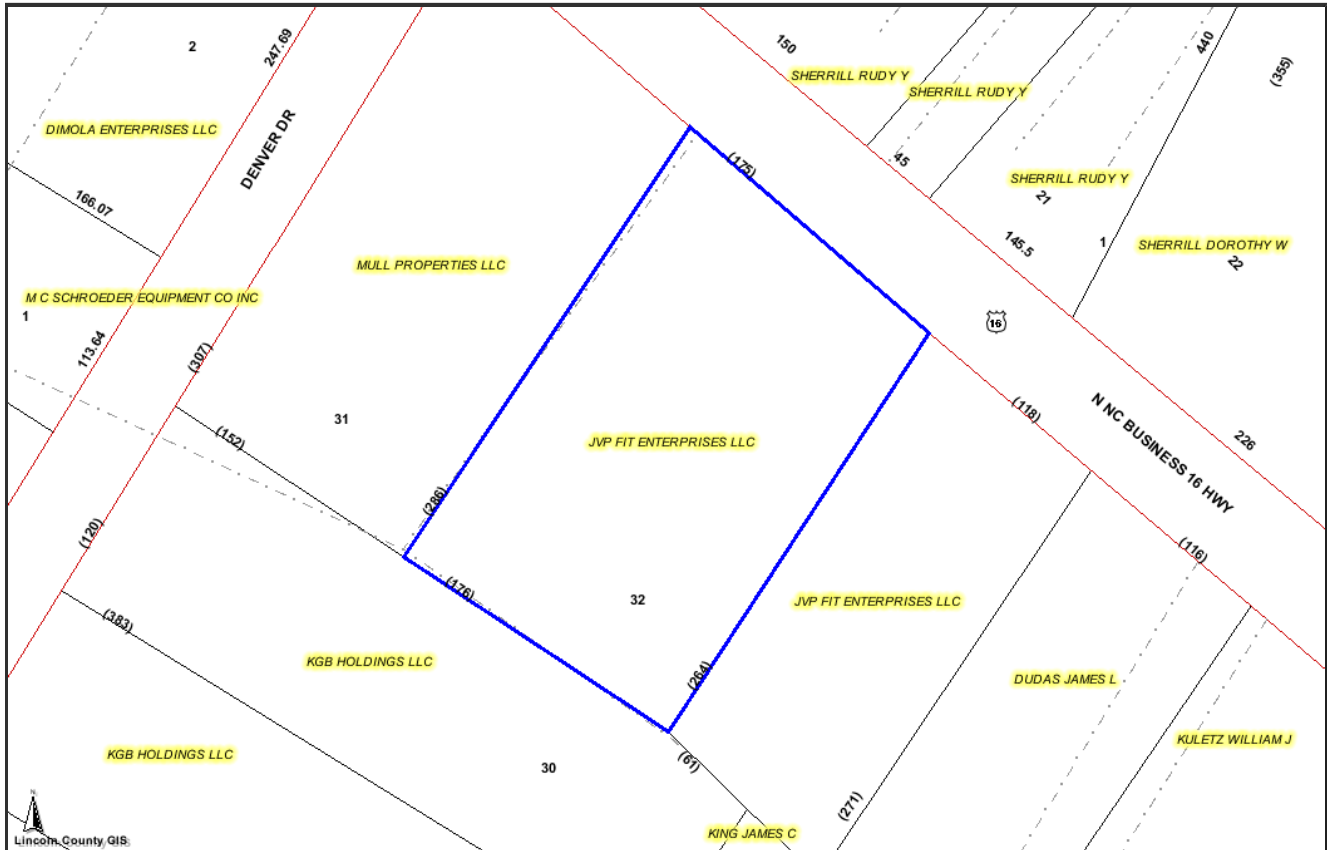 2
247.69
150
440
(355)
SHERRILL RUDY Y
SHERRILL RUDY Y
DIMOLA ENTERPRISES LLC
DENVER DR
(175)
45
SHERRILL RUDY Y
21
166.07
145.5
1
SHERRILL DOROTHY W
22
MULL PROPERTIES LLC
M C SCHROEDER EQUIPMENT CO INC
1
16
113.64
(307)
(118)
N NC BUSINESS 16 HWY
226
31
(152)
JVP FIT ENTERPRISES LLC
(286)
(120)
(116)
(176)
32
JVP FIT ENTERPRISES LLC
(383)
KGB HOLDINGS LLC
(264)
DUDAS JAMES L
KULETZ WILLIAM J
KGB HOLDINGS LLC
30
(61)
(271)
N
KING JAMES C
Lincoln County GIS